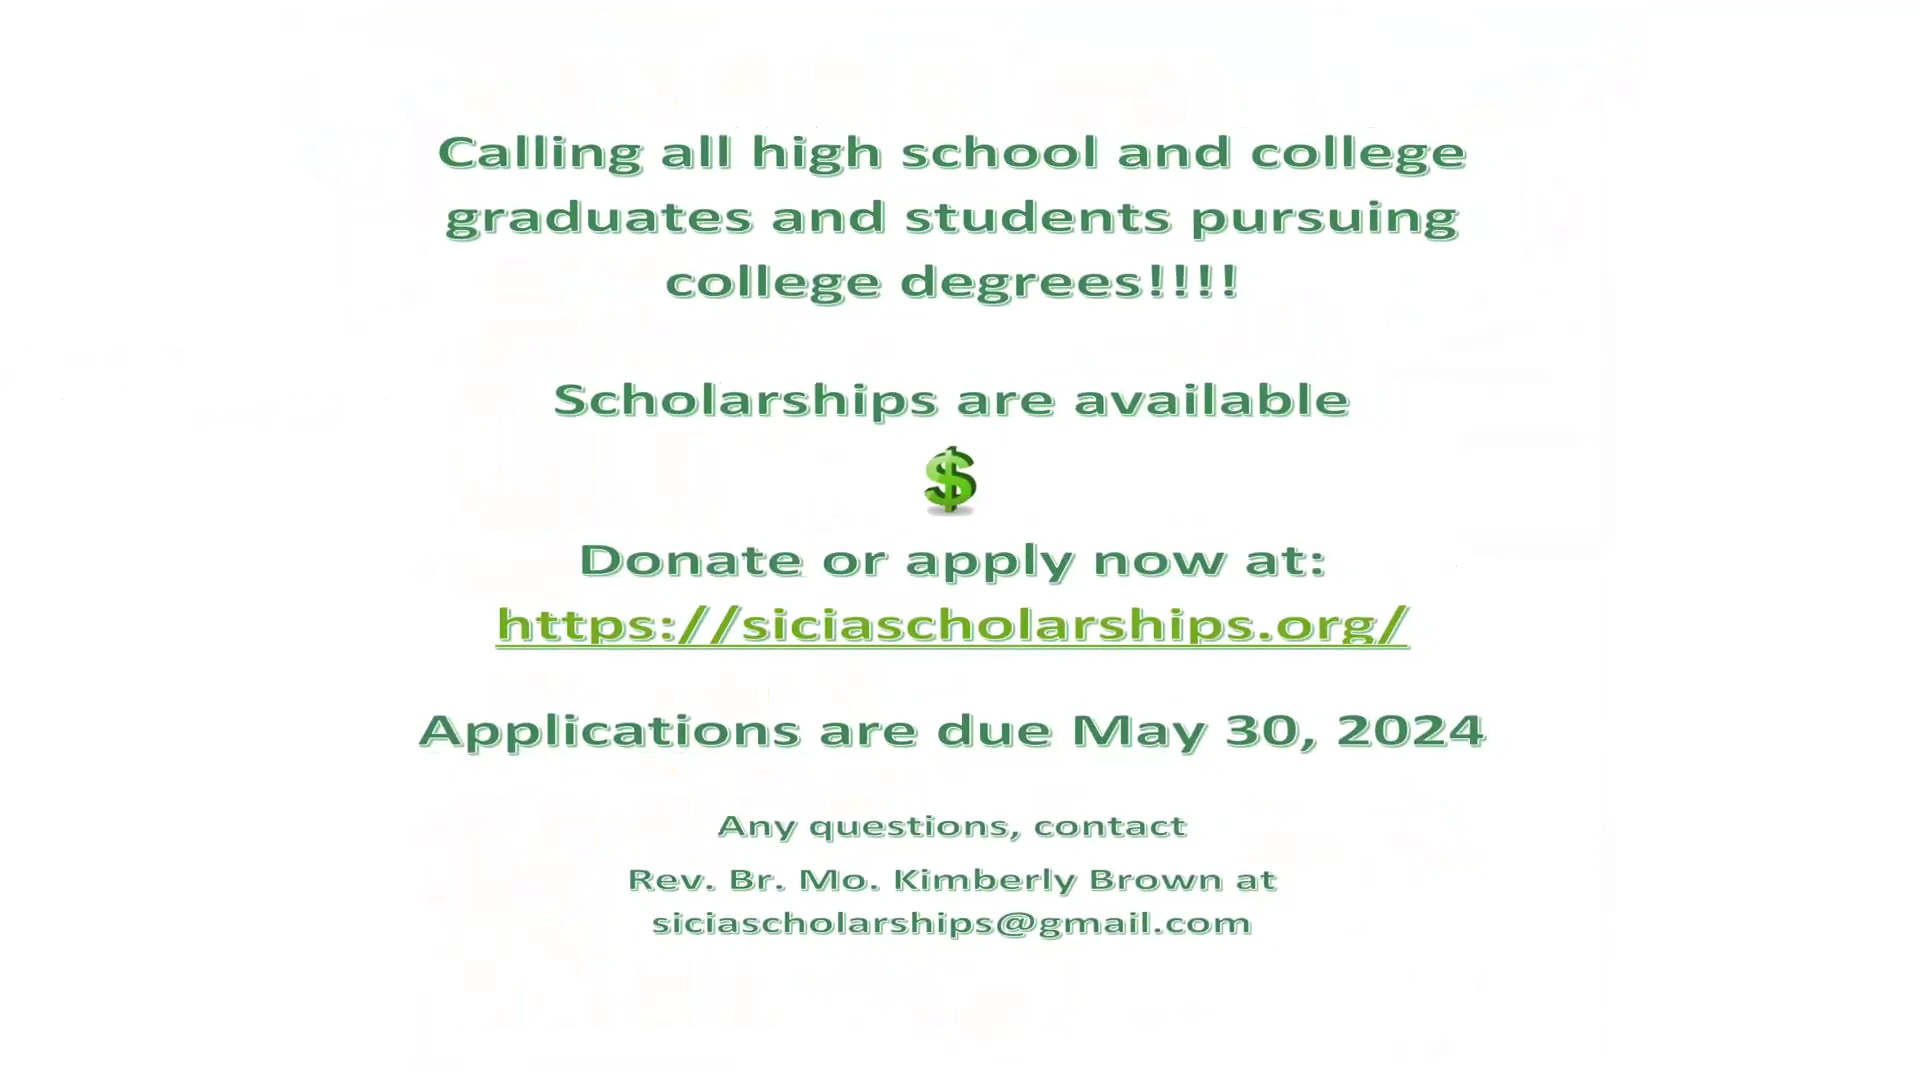 Calling all high school and college
graduates and students pursuing
college degrees!!!!
Scholarships are available
$
Donate or apply now at:
https://siciascholarships.org/
Applications are due May 30, 2024
Any questions, contact
Rev. Br. Mo. Kimberly Brown at
siciascholarships@gmail.com